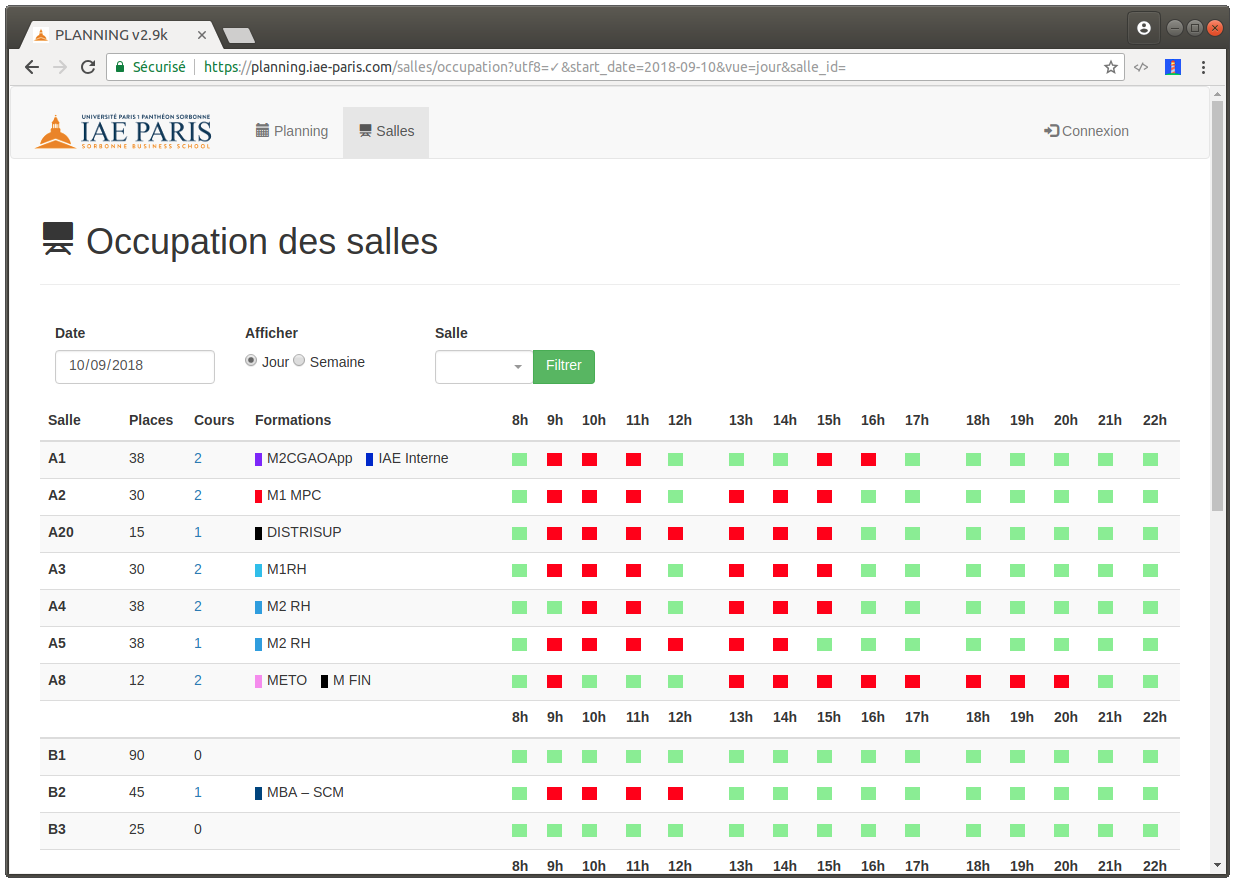 PLANNING v2.9k
Sécurisé https://planning.iae-paris.com/salles/occupation?utf8=✓&start_date=2018-09-10&vue=jour&salle_id=
UNIVERSITÉ PARIS 1 PANTHÉON SORBONNE
IAE PARIS
SORBONNE BUSINESS SCHOOL
Planning Salles Connexion
Occupation des salles
Date Afficher Salle
10/09/2018 Jour Semaine Filtrer
Salle Places Cours Formations 8h 9h 10h 11h 12h 13h 14h 15h 16h 17h 18h 19h 20h 21h 22h
A1 38 2 M2CGAOApp IAE Interne
A2 30 2 M1 MPC
A20 15 1 DISTRISUP
A3 30 2 M1RH
A4 38 2 M2 RH
A5 38 1 M2 RH
A8 12 2 METO M FIN
8h 9h 10h 11h 12h 13h 14h 15h 16h 17h 18h 19h 20h 21h 22h
B1 90 0
B2 45 1 MBA – SCM
B3 25 0
8h 9h 10h 11h 12h 13h 14h 15h 16h 17h 18h 19h 20h 21h 22h